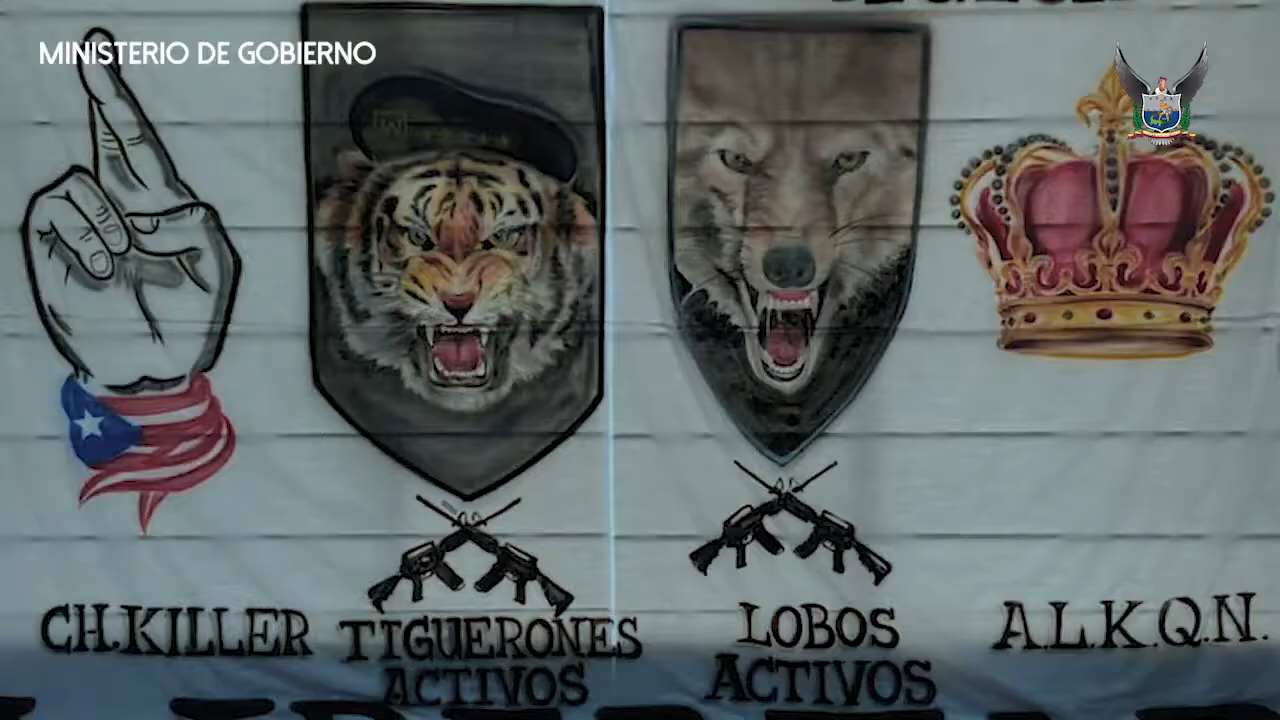 MINISTERIO DE GOBIERNO
CH.KILLER
TIGUERONES
ACTIVOS
LOBOS
ACTIVOS
A.L.K.Q.N.